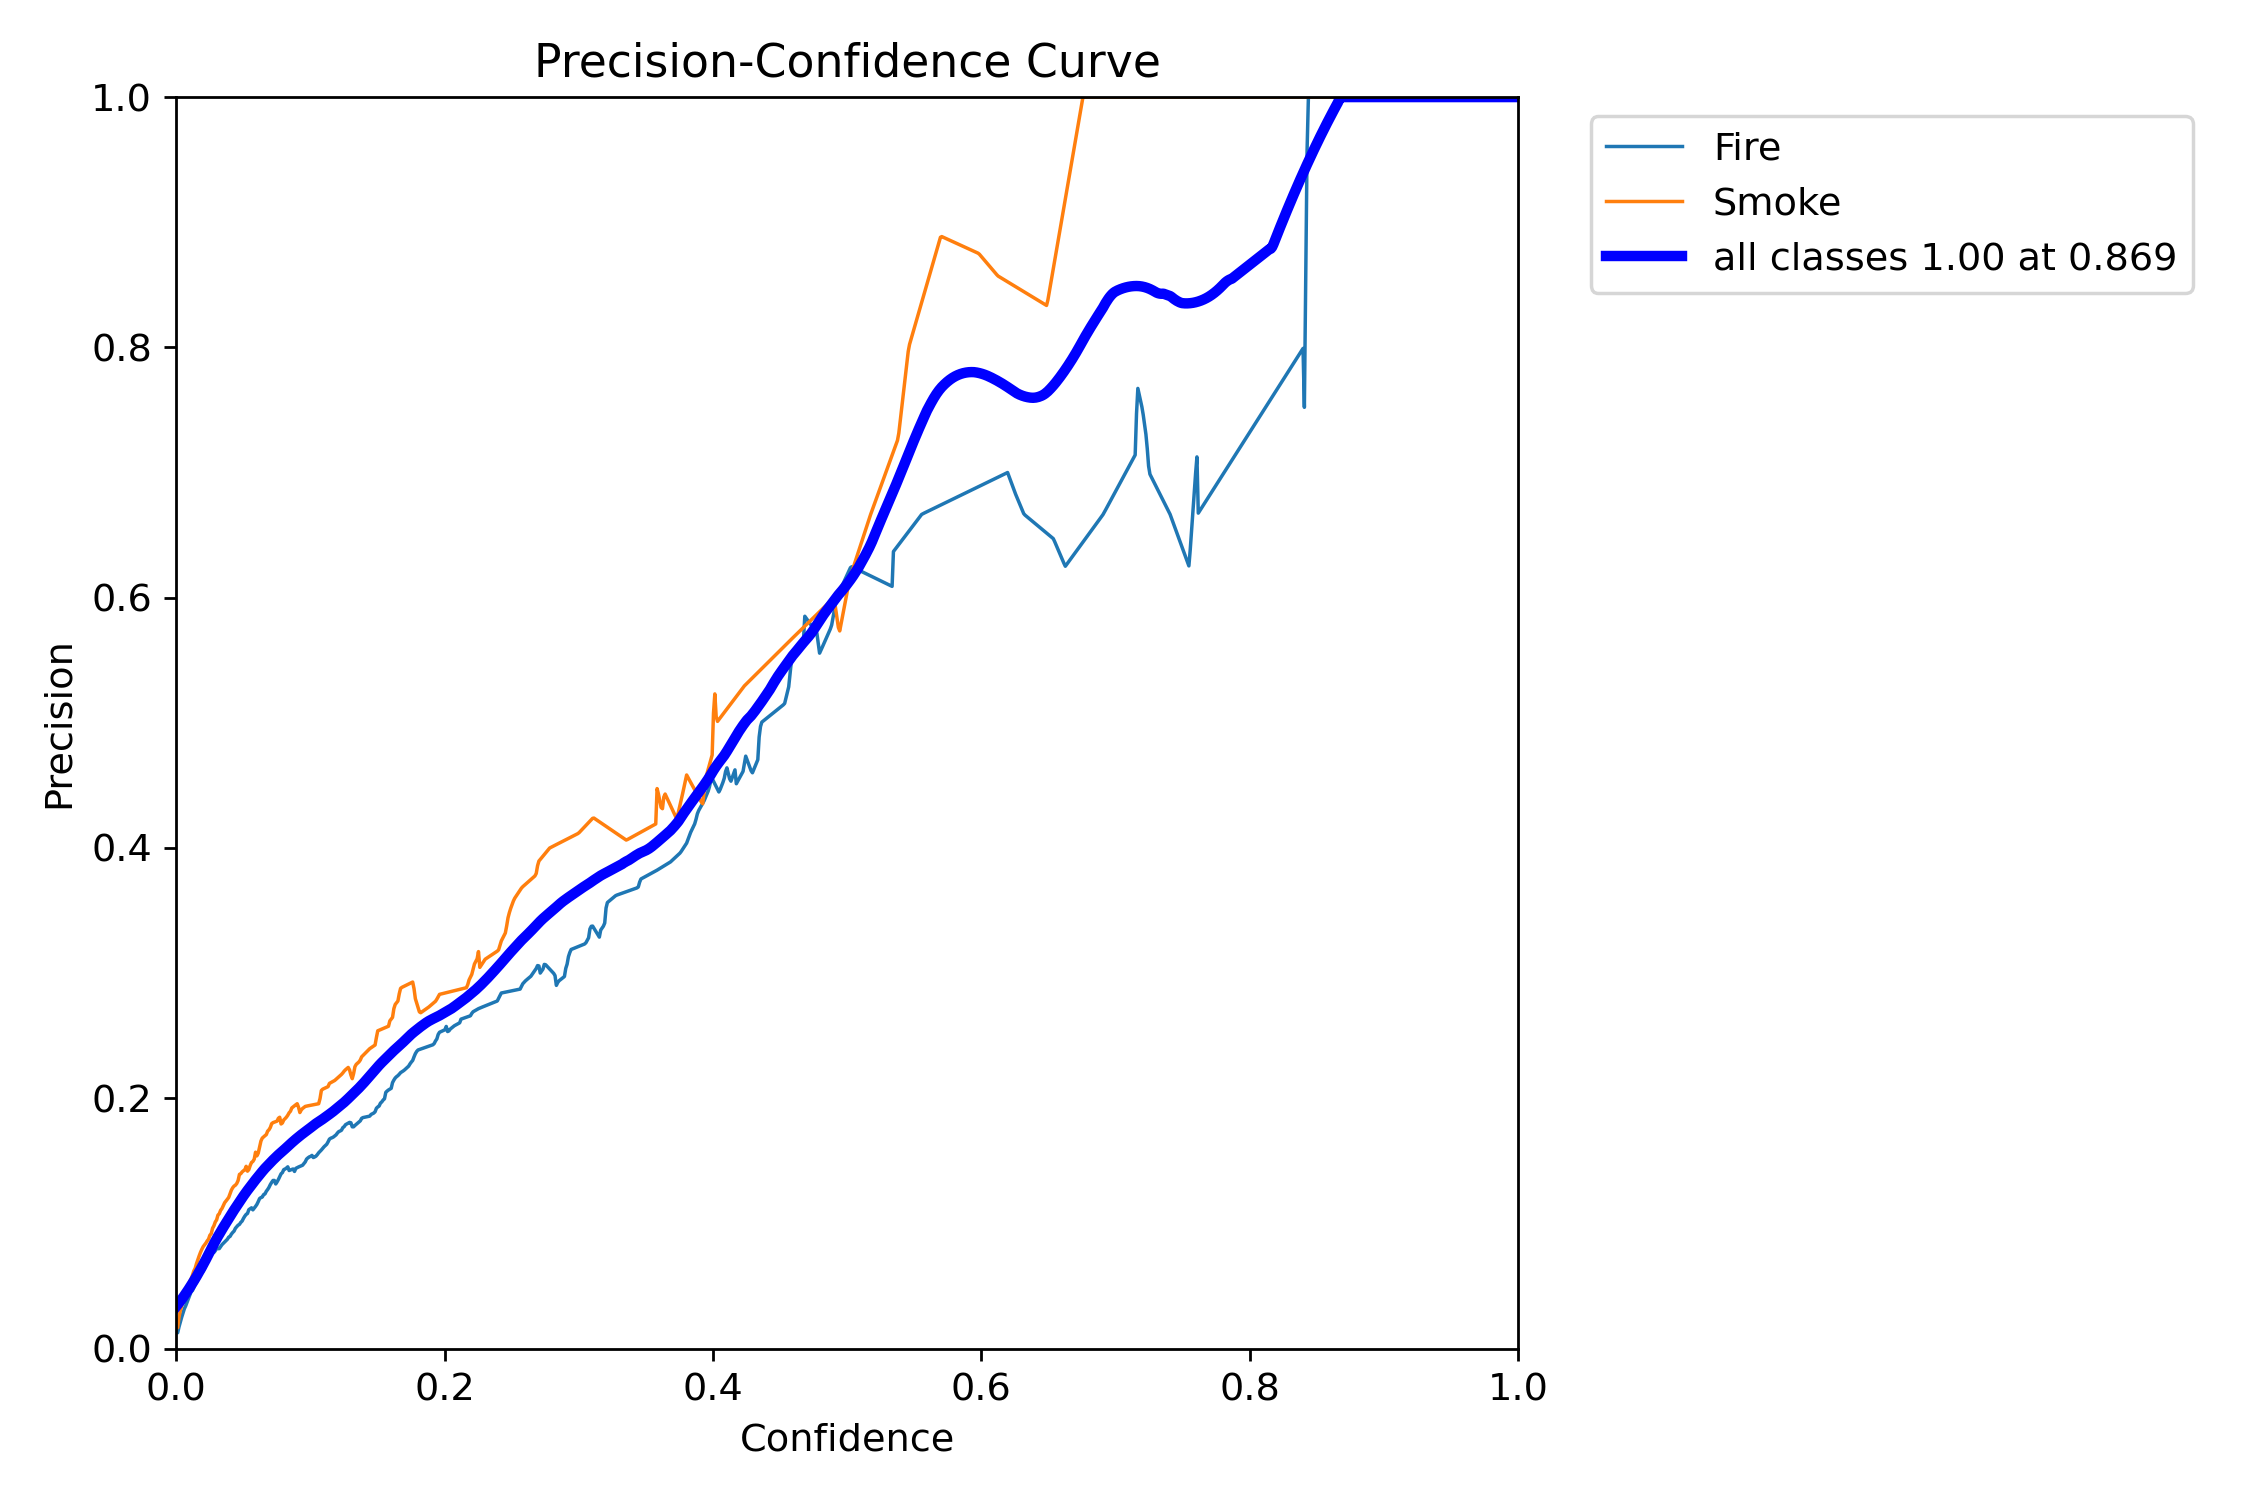 Precision-Confidence Curve
1.0
0.8
0.6
0.4
0.2
0.0
Precision
0.0 0.2 0.4 0.6 0.8 1.0
Confidence
Fire
Smoke
all classes 1.00 at 0.869